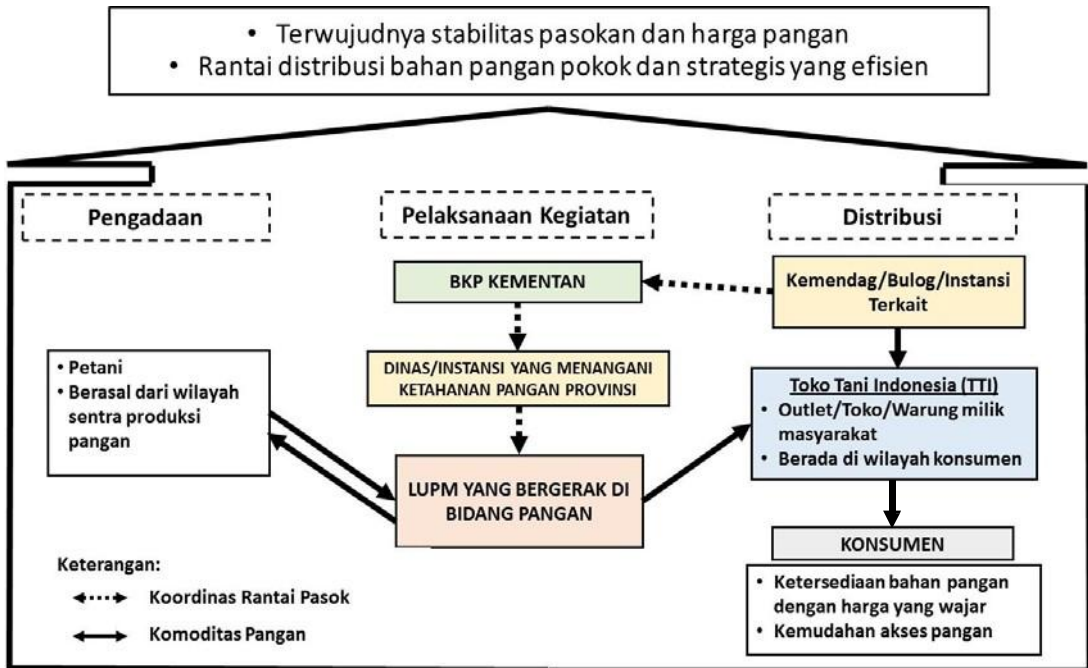 • Terwujudnya stabilitas pasokan dan harga pangan
• Rantai distribusi bahan pangan pokok dan strategis yang efisien
Pengadaan
Pelaksanaan Kegiatan
Distribusi
BKP KEMENTAN
Kemendag/Bulog/Instansi
Terkait
• Petani
• Berasal dari wilayah
sentra produksi
pangan
DINAS/INSTANSI YANG MENANGANI
KETAHANAN PANGAN PROVINSI
Toko Tani Indonesia (TTI)
• Outlet/Toko/Warung milik
masyarakat
• Berada di wilayah konsumen
LUPM YANG BERGERAK DI
BIDANG PANGAN
KONSUMEN
• Ketersediaan bahan pangan
dengan harga yang wajar
• Kemudahan akses pangan
Keterangan:
Koordinas Rantai Pasok
Komoditas Pangan